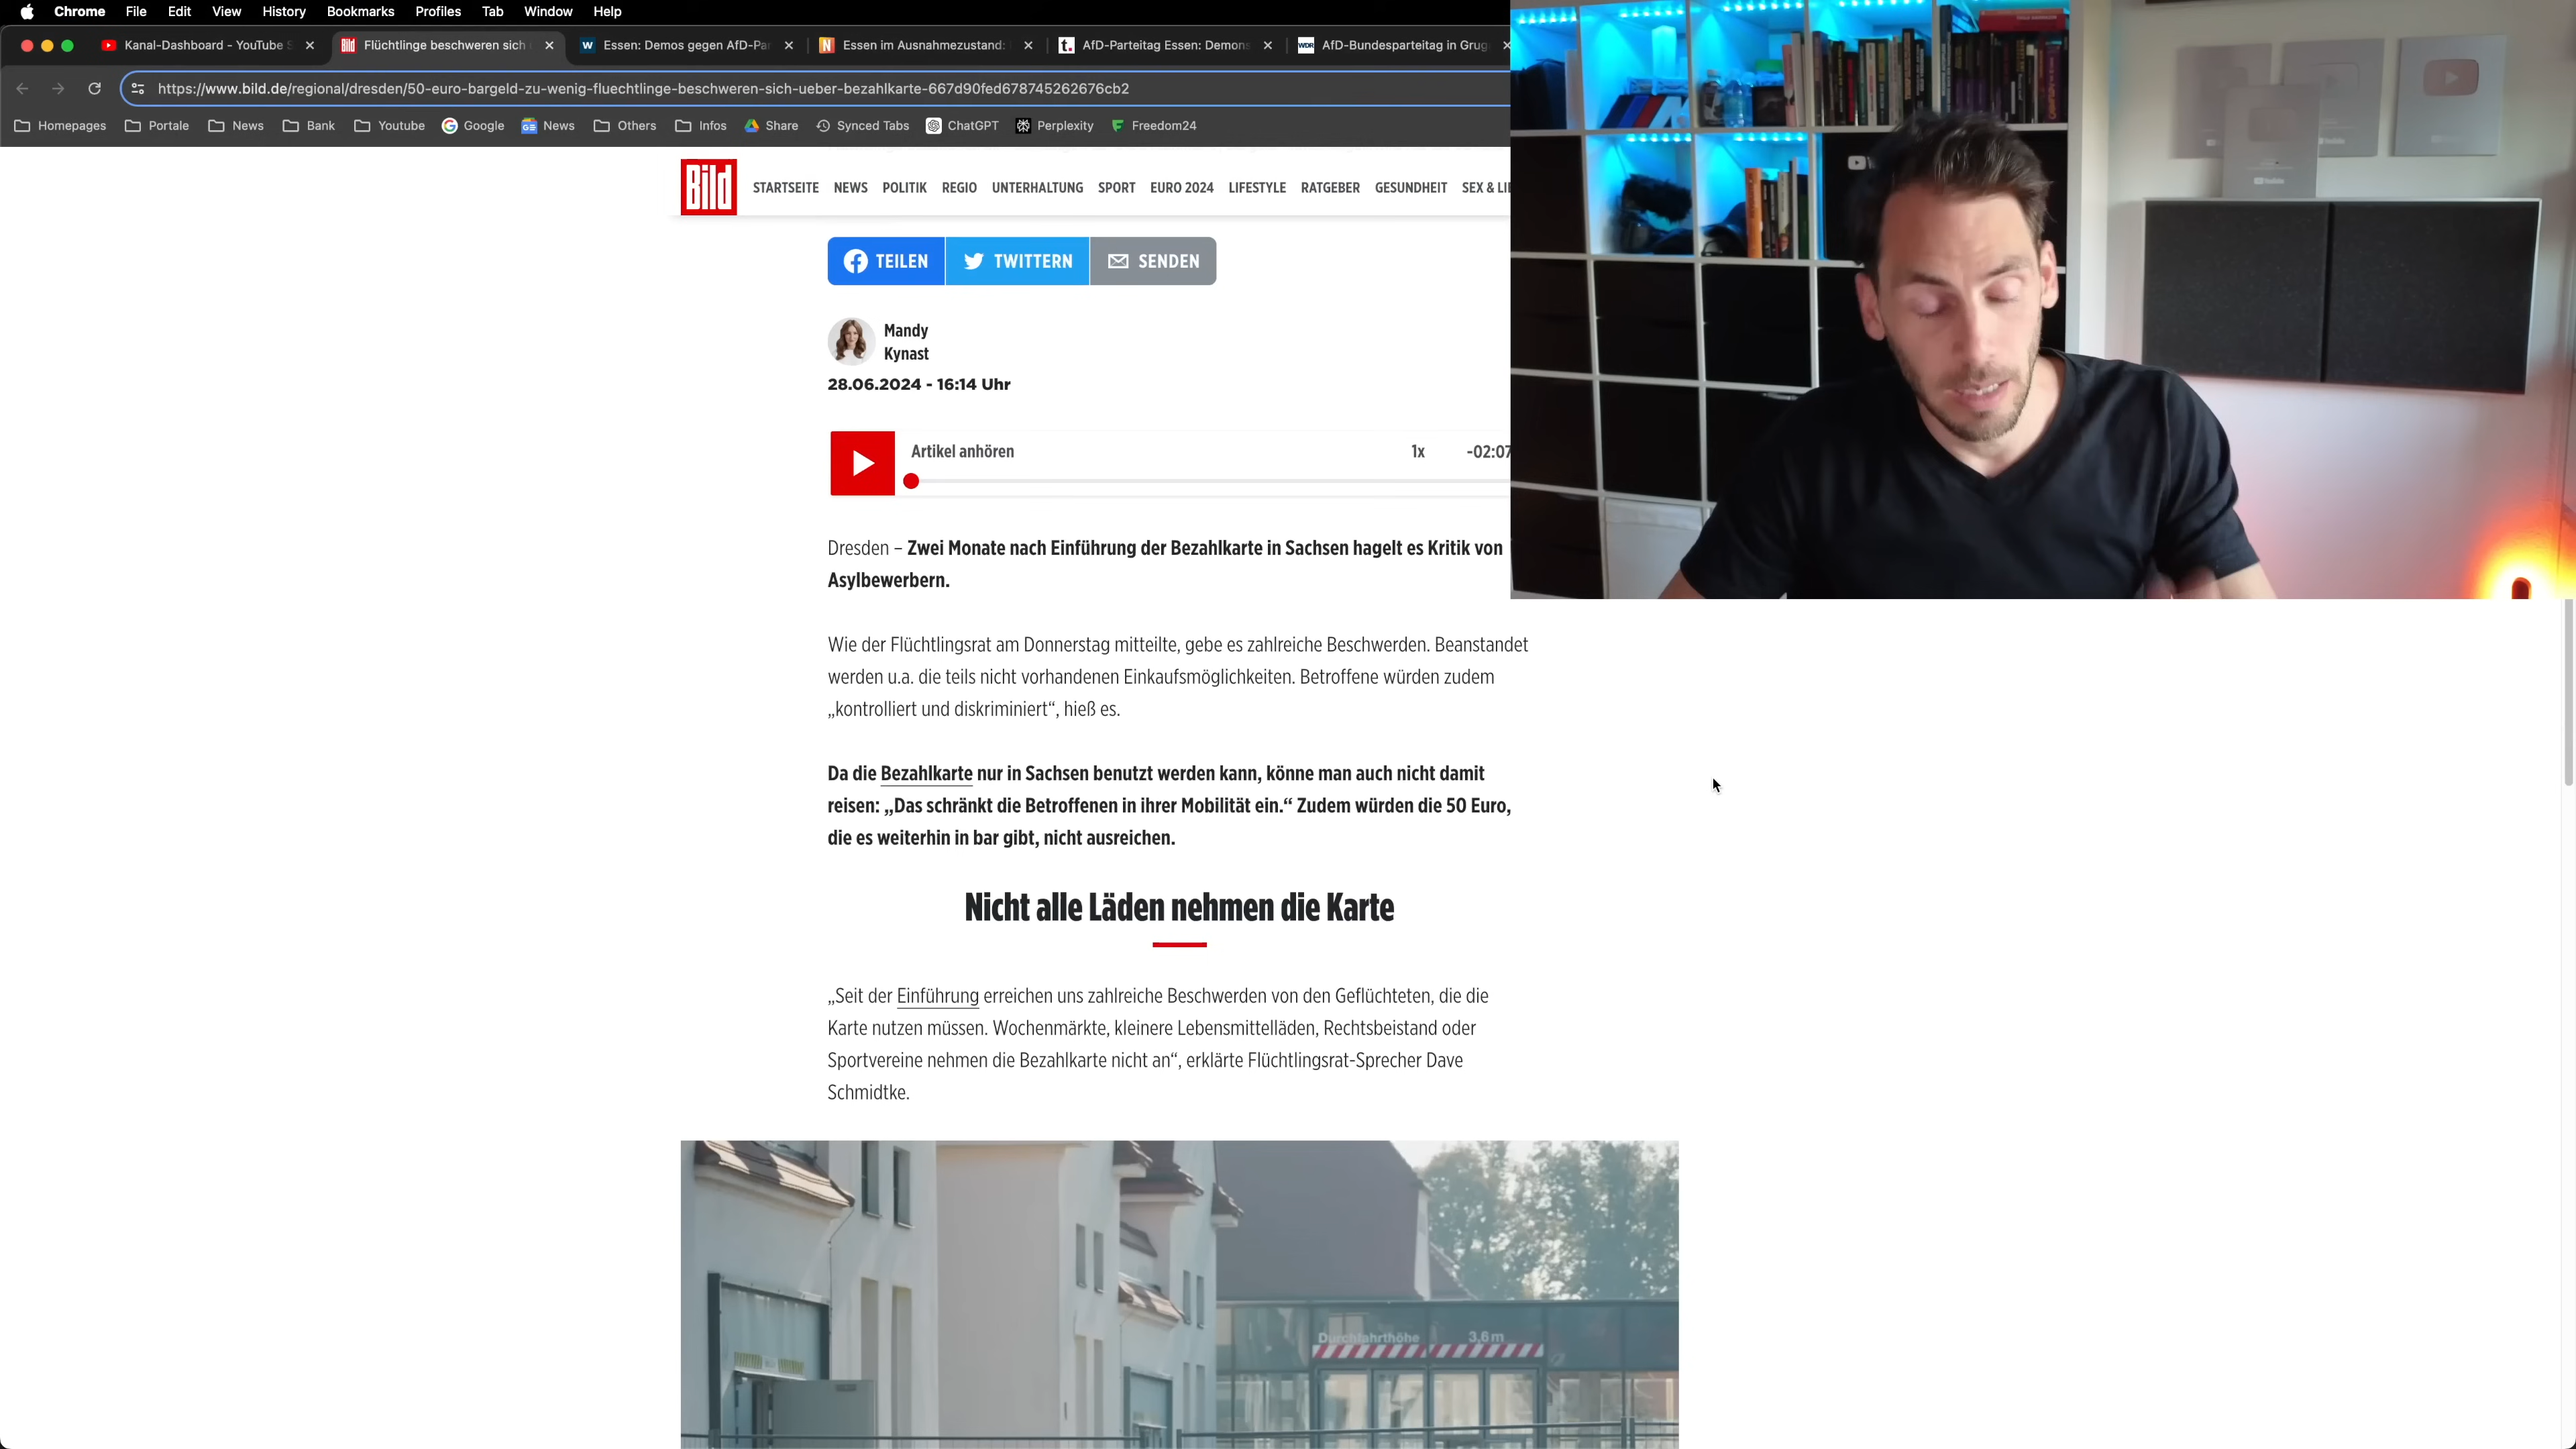 Chrome File Edit View History Bookmarks Profiles Tab Window Help
Kanal-Dashboard - YouTube S
Flüchtlinge beschweren sich
Essen: Demos gegen AfD-Par
Essen im Ausnahmezustand:
AfD-Parteitag Essen: Demons
AfD-Bundesparteitag in Grug
https://www.bild.de/regional/dresden/50-euro-bargeld-zu-wenig-fluechtlinge-beschweren-sich-ueber-bezahlkarte-667d90fed678745262676cb2
Homepages Portale News Bank Youtube Google News Others Infos Share Synced Tabs ChatGPT Perplexity Freedom24
Bild
STARTSEITE NEWS POLITIK REGIO UNTERHALTUNG SPORT EURO 2024 LIFESTYLE RATGEBER GESUNDHEIT SEX & LI
TEILEN TWITTERN SENDEN
Mandy
Kynast
28.06.2024 - 16:14 Uhr
Artikel anhören 1x -02:07
Dresden – Zwei Monate nach Einführung der Bezahlkarte in Sachsen hagelt es Kritik von
Asylbewerbern.
Wie der Flüchtlingsrat am Donnerstag mitteilte, gebe es zahlreiche Beschwerden. Beanstandet
werden u.a. die teils nicht vorhandenen Einkaufsmöglichkeiten. Betroffene würden zudem
„kontrolliert und diskriminiert“, hieß es.
Da die Bezahlkarte nur in Sachsen benutzt werden kann, könne man auch nicht damit
reisen: „Das schränkt die Betroffenen in ihrer Mobilität ein.“ Zudem würden die 50 Euro,
die es weiterhin in bar gibt, nicht ausreichen.
Nicht alle Läden nehmen die Karte
„Seit der Einführung erreichen uns zahlreiche Beschwerden von den Geflüchteten, die die
Karte nutzen müssen. Wochenmärkte, kleinere Lebensmittelläden, Rechtsbeistand oder
Sportvereine nehmen die Bezahlkarte nicht an“, erklärte Flüchtlingsrat-Sprecher Dave
Schmidtke.
Durchfahrthöhe 3,6 m